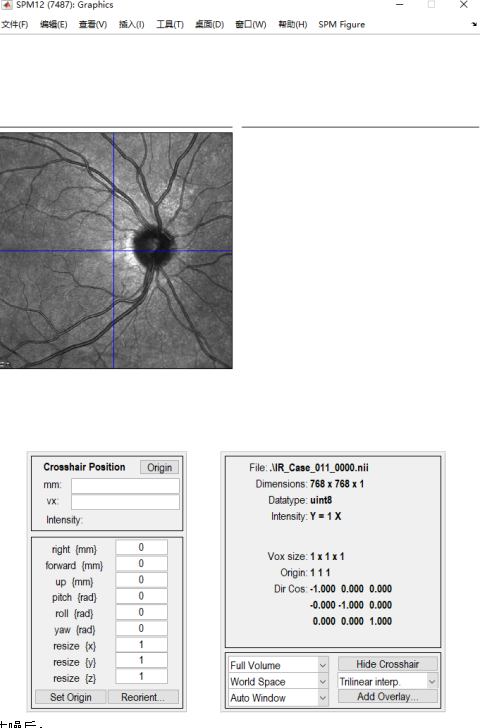 SPM12 (7487): Graphics
文件(F) 编辑(E) 查看(V) 插入(I) 工具(T) 桌面(D) 窗口(W) 帮助(H) SPM Figure
Crosshair Position Origin
mm:
vx:
Intensity:
right {mm} 0
forward {mm} 0
up {mm} 0
pitch {rad} 0
roll {rad} 0
yaw {rad} 0
resize {x} 1
resize {y} 1
resize {z} 1
Set Origin Reorient...
File: .\IR_Case_011_0000.nii
Dimensions: 768 x 768 x 1
Datatype: uint8
Intensity: Y = 1 X
Vox size: 1 x 1 x 1
Origin: 1 1 1
Dir Cos: -1.000 0.000 0.000
-0.000 -1.000 0.000
0.000 0.000 1.000
Full Volume Hide Crosshair
World Space Trilinear interp.
Auto Window Add Overlay...